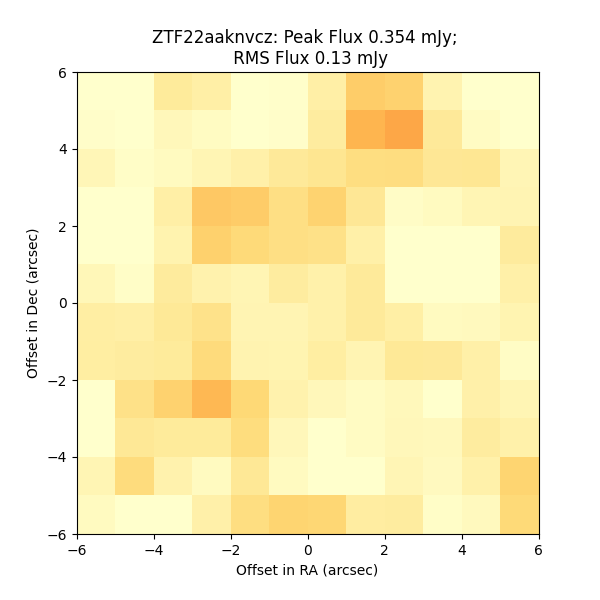 ZTF22aaknvcz: Peak Flux 0.354 mJy;
RMS Flux 0.13 mJy
6
4
2
0
−2
−4
−6
Offset in Dec (arcsec)
−6 −4 −2 0 2 4 6
Offset in RA (arcsec)